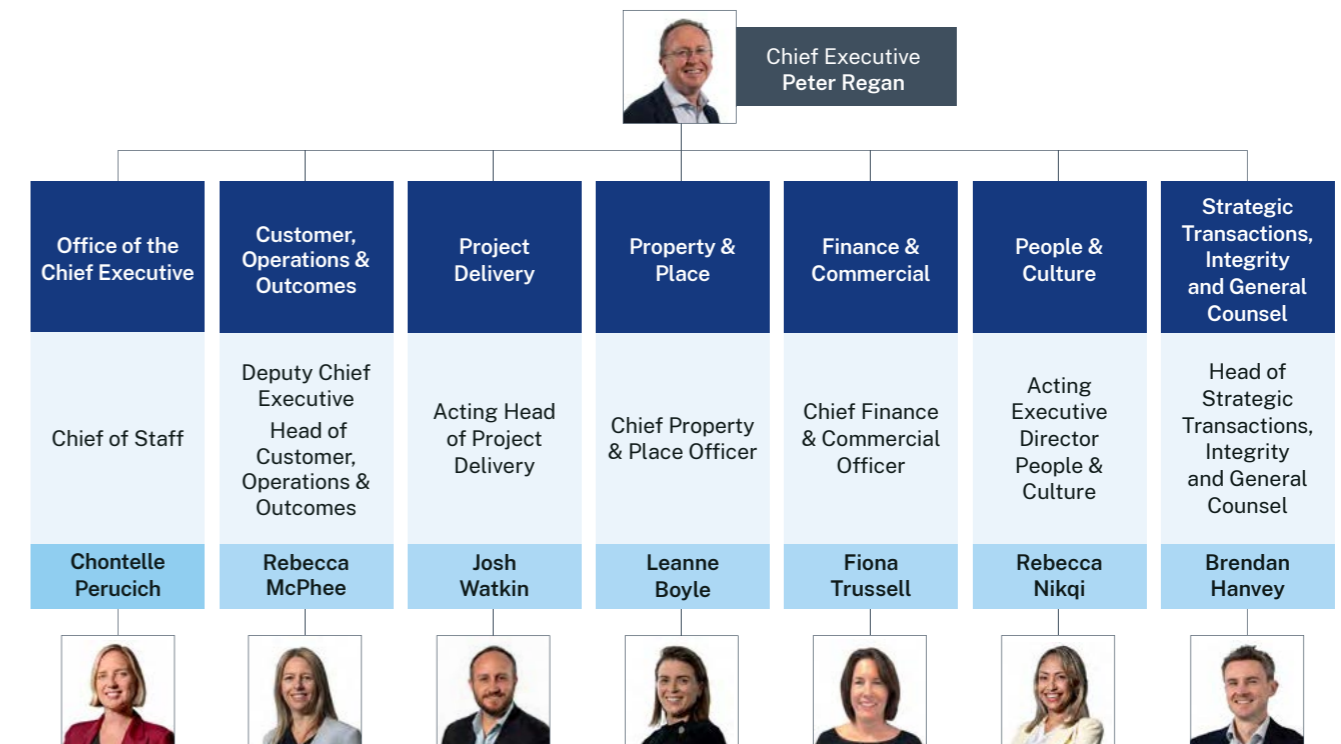 Chief Executive
Peter Regan
Office of the
Chief Executive
Customer,
Operations &
Outcomes
Project
Delivery
Property &
Place
Finance &
Commercial
People &
Culture
Strategic
Transactions,
Integrity
and General
Counsel
Chief of Staff
Deputy Chief
Executive
Head of
Customer,
Operations &
Outcomes
Acting Head
of Project
Delivery
Chief Property
& Place Officer
Chief Finance
& Commercial
Officer
Acting
Executive
Director
People &
Culture
Head of
Strategic
Transactions,
Integrity
and General
Counsel
Chontelle
Perucich
Rebecca
McPhee
Josh
Watkin
Leanne
Boyle
Fiona
Trussell
Rebecca
Nikqi
Brendan
Hanvey